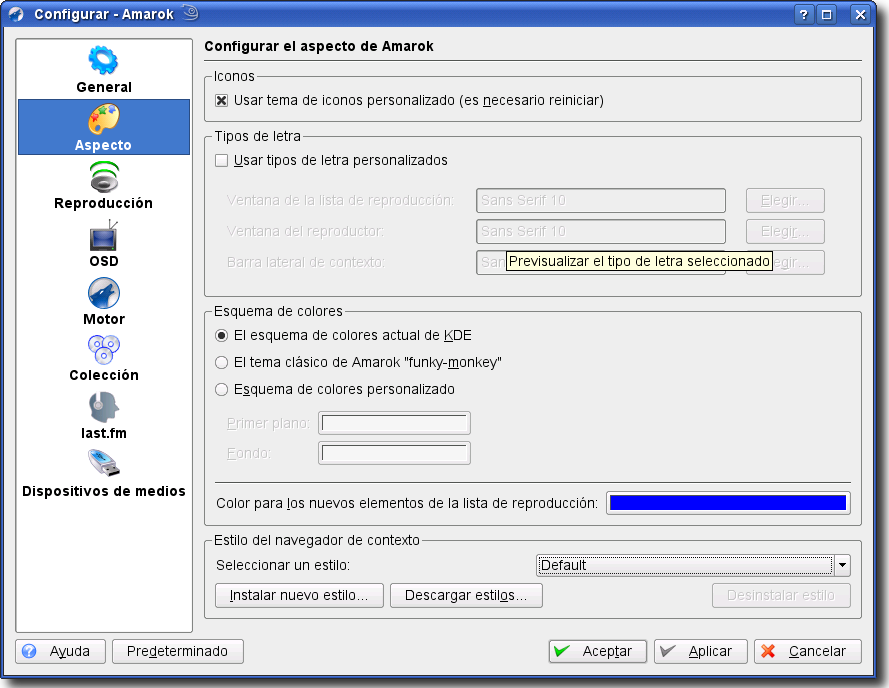 Configurar - Amarok
General
Aspecto
Reproducción
OSD
Motor
Colección
last.fm
Dispositivos de medios
Configurar el aspecto de Amarok
Iconos
Usar tema de iconos personalizado (es necesario reiniciar)
Tipos de letra
Usar tipos de letra personalizados
Ventana de la lista de reproducción: Sans Serif 10 Elegir...
Ventana del reproductor: Sans Serif 10 Elegir...
Barra lateral de contexto:
Previsualizar el tipo de letra seleccionado
Esquema de colores
El esquema de colores actual de KDE
El tema clásico de Amarok "funky-monkey"
Esquema de colores personalizado
Primer plano:
Fondo:
Color para los nuevos elementos de la lista de reproducción:
Estilo del navegador de contexto
Seleccionar un estilo: Default
Instalar nuevo estilo... Descargar estilos... Desinstalar estilo
Ayuda Predeterminado Aceptar Aplicar Cancelar